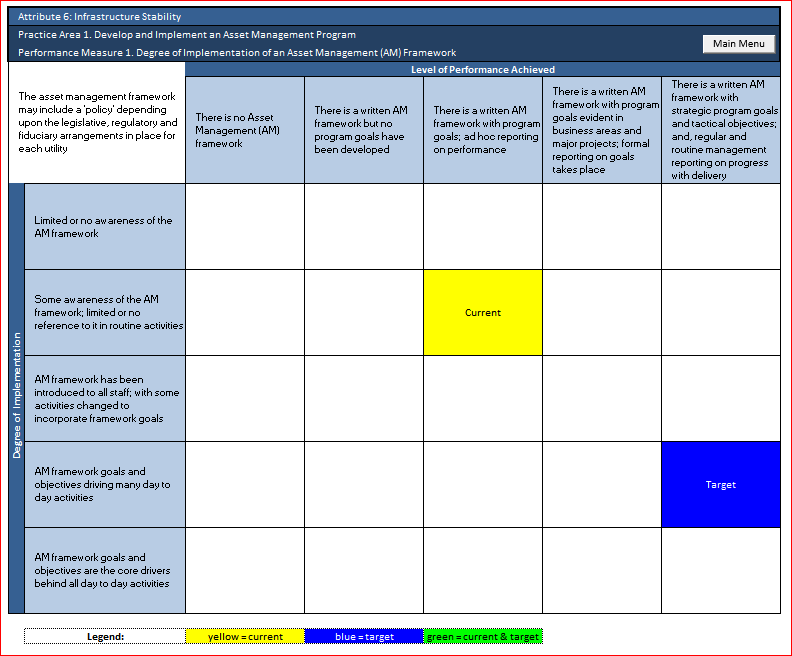 Attribute 6: Infrastructure Stability
Practice Area 1. Develop and Implement an Asset Management Program
Performance Measure 1. Degree of Implementation of an Asset Management (AM) Framework
Main Menu
Level of Performance Achieved
The asset management framework
may include a 'policy' depending
upon the legislative, regulatory and
fiduciary arrangements in place for
each utility
There is no Asset
Management (AM)
framework
There is a written AM
framework but no
program goals have
been developed
There is a written AM
framework with program
goals; ad hoc reporting
on performance
There is a written AM
framework with program
goals evident in
business areas and
major projects; formal
reporting on goals
takes place
There is a written AM
framework with
strategic program goals
and tactical objectives;
and, regular and
routine management
reporting on progress
with delivery
Degree of Implementation
Limited or no awareness of the
AM framework
Some awareness of the AM
framework; limited or no
reference to it in routine activities
Current
AM framework has been
introduced to all staff; with some
activities changed to
incorporate framework goals
AM framework goals and
objectives driving many day to
day activities
Target
AM framework goals and
objectives are the core drivers
behind all day to day activities
Legend:
yellow = current
blue = target
green = current & target